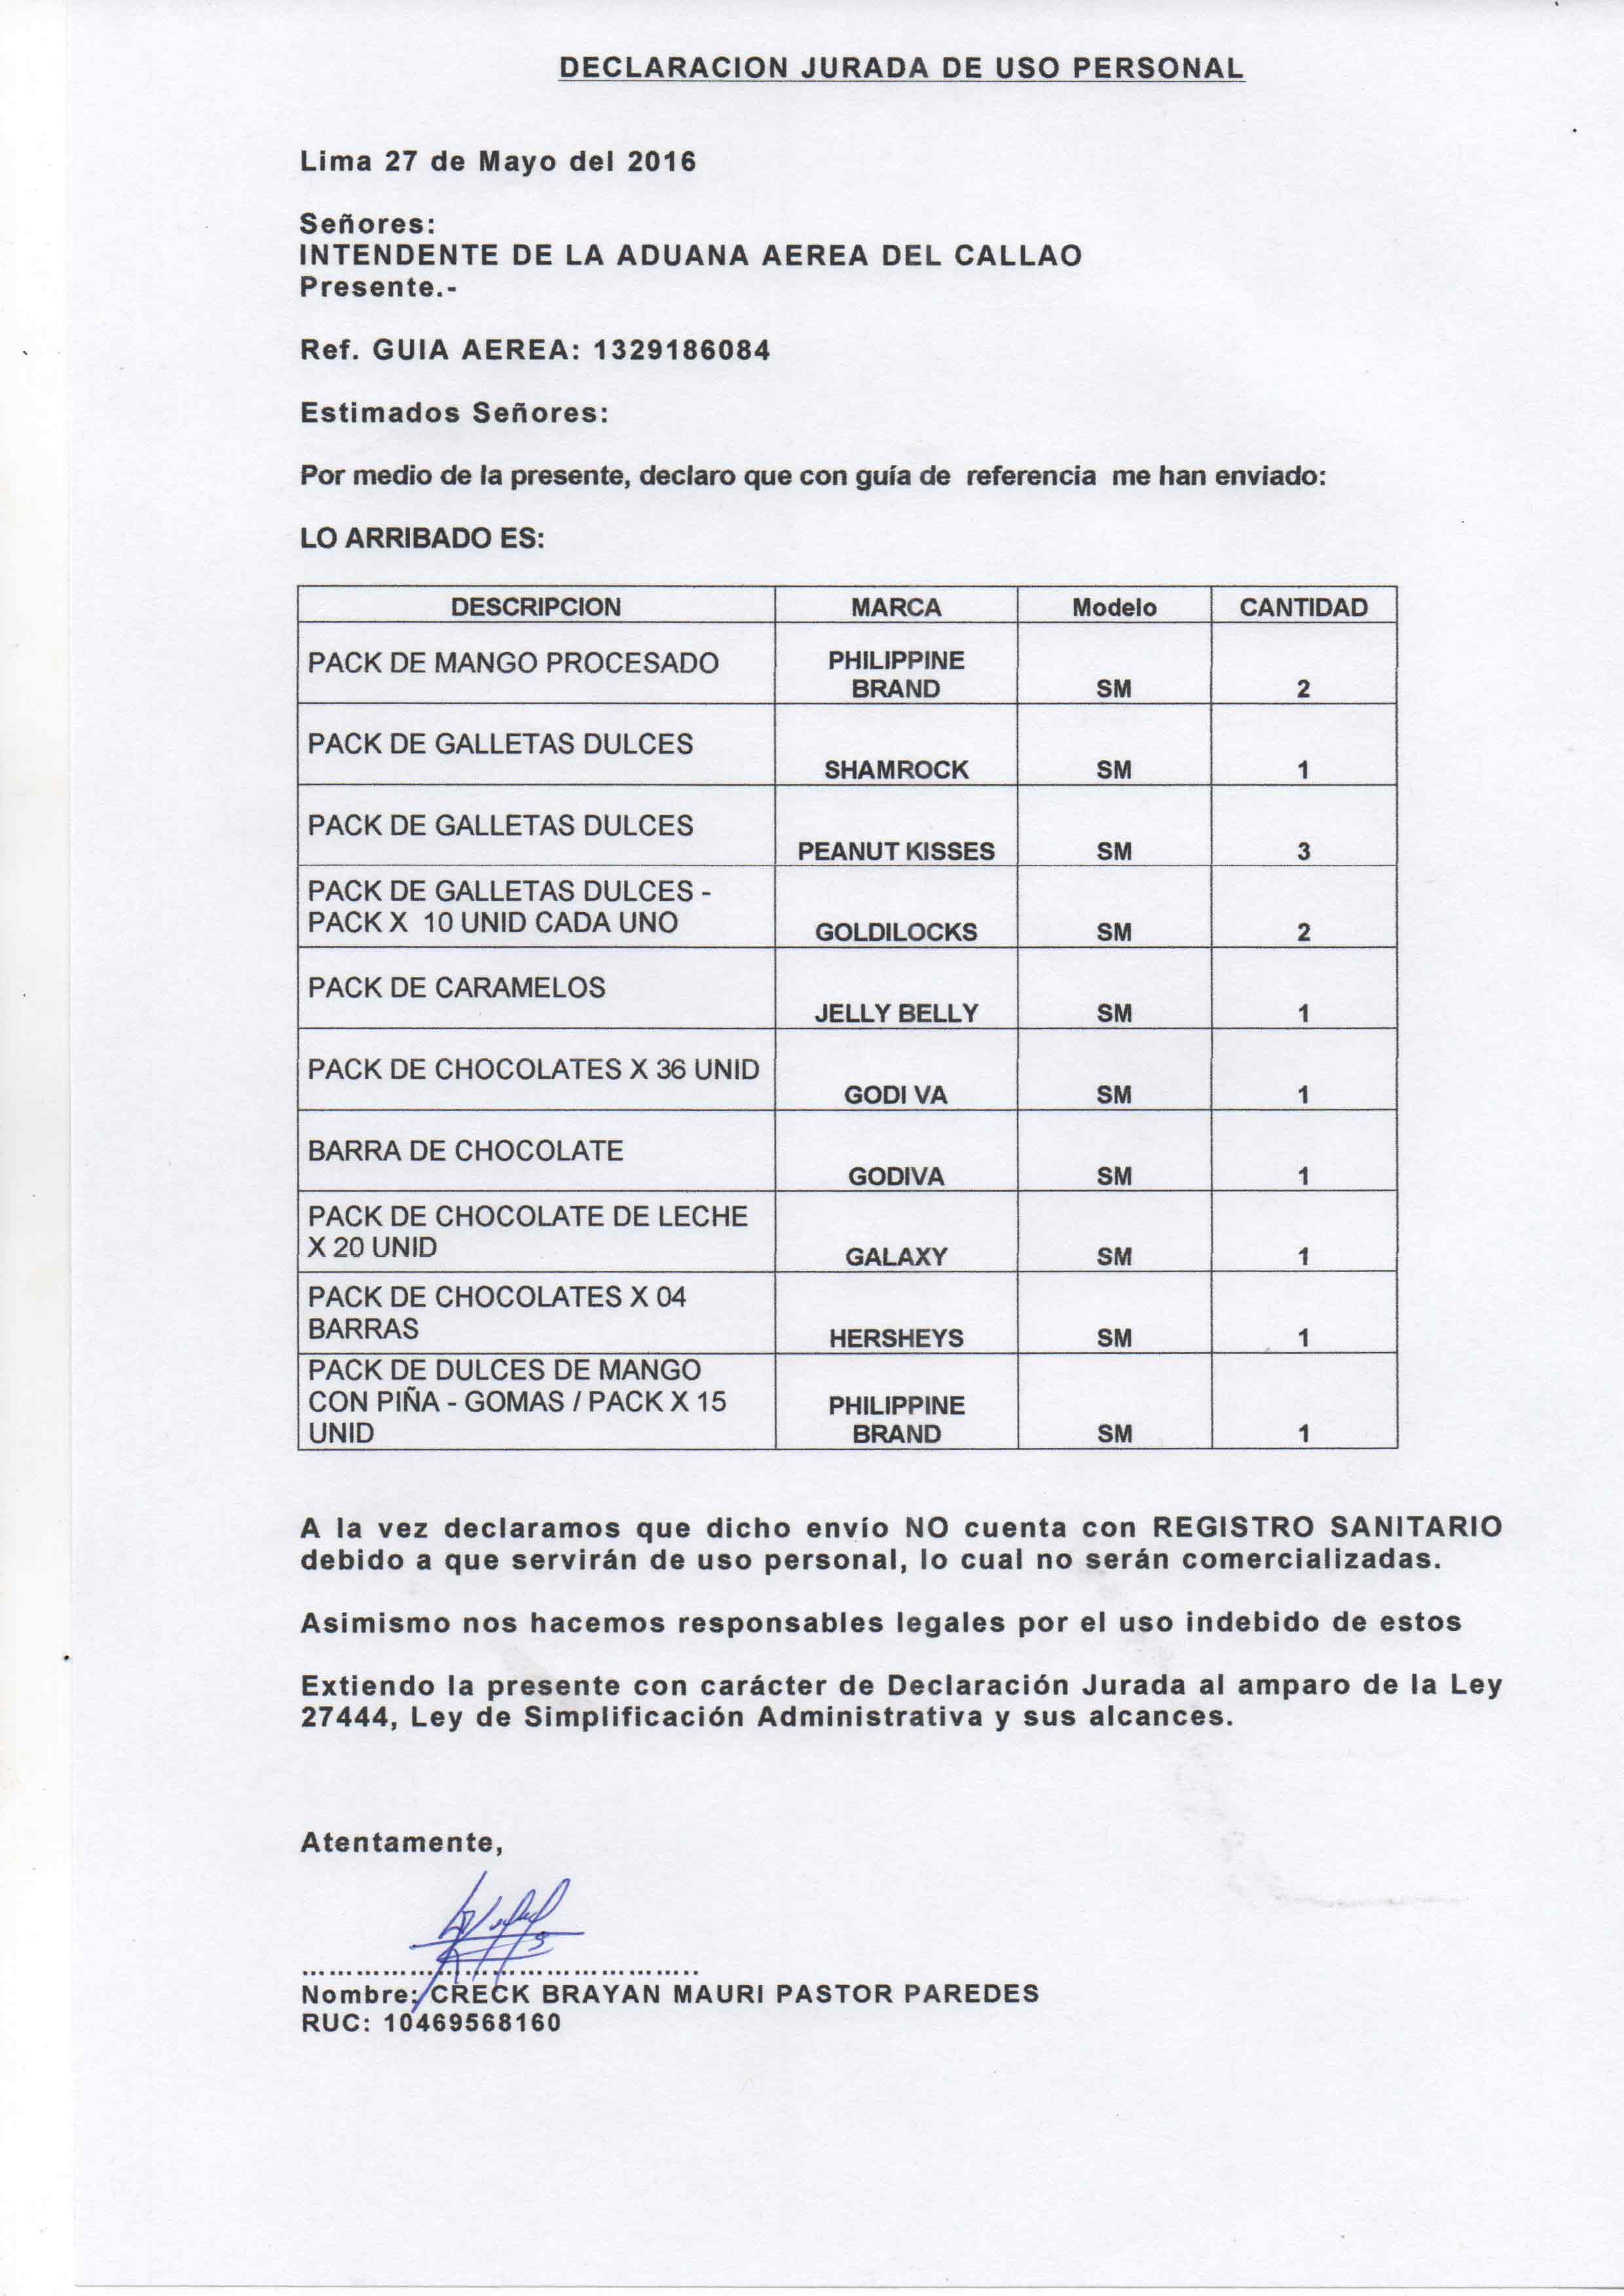 DECLARACION JURADA DE USO PERSONAL
Lima 27 de Mayo del 2016
Señores:
INTENDENTE DE LA ADUANA AEREA DEL CALLAO
Presente.-
Ref. GUIA AEREA: 1329186084
Estimados Señores:
Por medio de la presente, declaro que con guía de referencia me han enviado:
LO ARRIBADO ES:
DESCRIPCION MARCA Modelo CANTIDAD
PACK DE MANGO PROCESADO PHILIPPINE
BRAND SM 2
PACK DE GALLETAS DULCES
SHAMROCK SM 1
PACK DE GALLETAS DULCES
PEANUT KISSES SM 3
PACK DE GALLETAS DULCES -
PACK X 10 UNID CADA UNO
GOLDILOCKS SM 2
PACK DE CARAMELOS
JELLY BELLY SM 1
PACK DE CHOCOLATES X 36 UNID
GODI VA SM 1
BARRA DE CHOCOLATE
GODIVA SM 1
PACK DE CHOCOLATE DE LECHE
X 20 UNID
GALAXY SM 1
PACK DE CHOCOLATES X 04
BARRAS
HERSHEYS SM 1
PACK DE DULCES DE MANGO
CON PIÑA - GOMAS / PACK X 15
UNID
PHILIPPINE
BRAND SM 1
A la vez declaramos que dicho envío NO cuenta con REGISTRO SANITARIO
debido a que servirán de uso personal, lo cual no serán comercializadas.
Asimismo nos hacemos responsables legales por el uso indebido de estos
Extiendo la presente con carácter de Declaración Jurada al amparo de la Ley
27444, Ley de Simplificación Administrativa y sus alcances.
Atentamente,
Nombre: CRECK BRAYAN MAURI PASTOR PAREDES
RUC: 10469568160